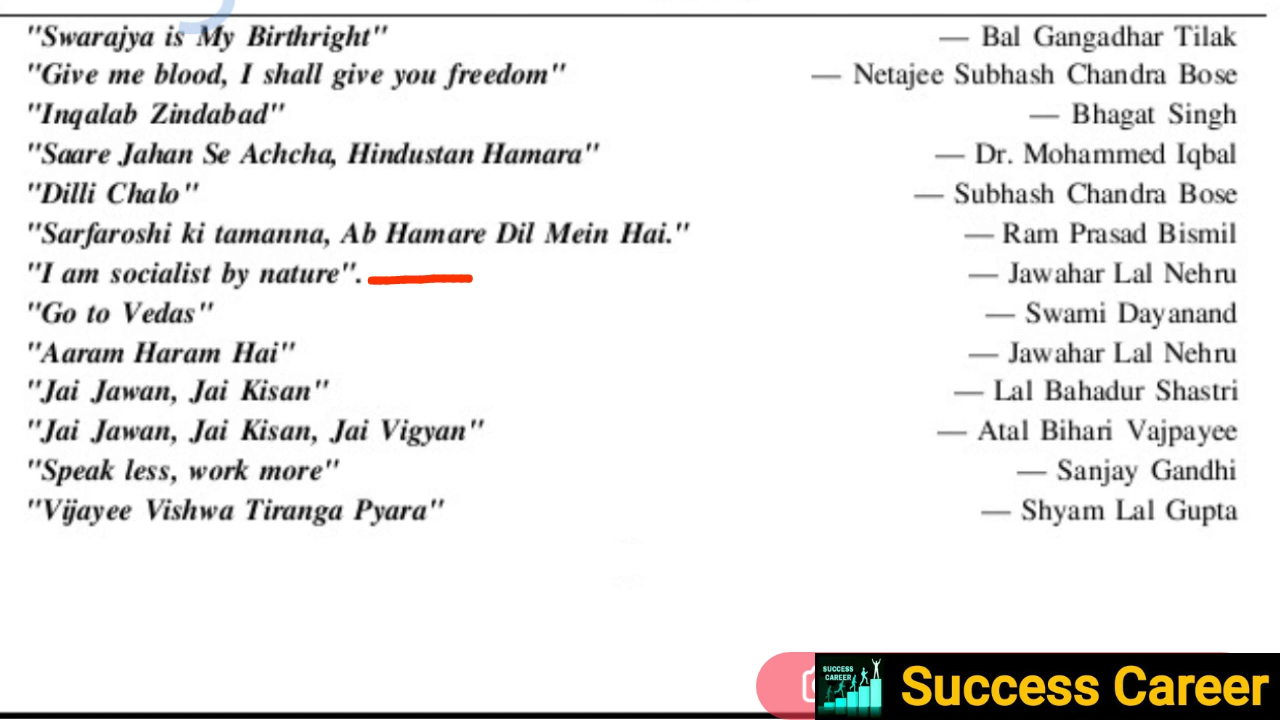 "Swarajya is My Birthright" — Bal Gangadhar Tilak
"Give me blood, I shall give you freedom" — Netajee Subhash Chandra Bose
"Inqalab Zindabad" — Bhagat Singh
"Saare Jahan Se Achcha, Hindustan Hamara" — Dr. Mohammed Iqbal
"Dilli Chalo" — Subhash Chandra Bose
"Sarfaroshi ki tamanna, Ab Hamare Dil Mein Hai." — Ram Prasad Bismil
"I am socialist by nature". — Jawahar Lal Nehru
"Go to Vedas" — Swami Dayanand
"Aaram Haram Hai" — Jawahar Lal Nehru
"Jai Jawan, Jai Kisan" — Lal Bahadur Shastri
"Jai Jawan, Jai Kisan, Jai Vigyan" — Atal Bihari Vajpayee
"Speak less, work more" — Sanjay Gandhi
"Vijayee Vishwa Tiranga Pyara" — Shyam Lal Gupta
SUCCESS
CAREER
Success Career